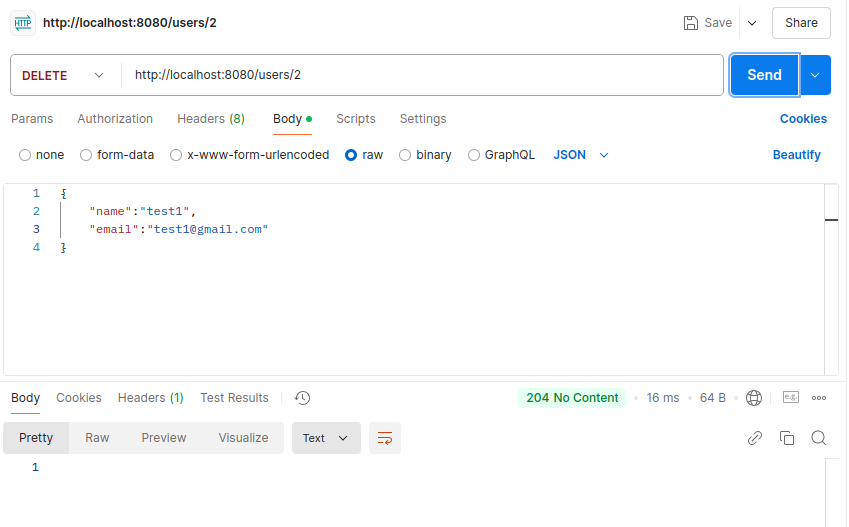 HTTP http://localhost:8080/users/2 Save Share
DELETE http://localhost:8080/users/2 Send
Params Authorization Headers (8) Body Scripts Settings Cookies
none form-data x-www-form-urlencoded raw binary GraphQL JSON Beautify
1 {
2 "name":"test1",
3 "email":"test1@gmail.com"
4 }
Body Cookies Headers (1) Test Results 204 No Content 16 ms 64 B e.g.
Pretty Raw Preview Visualize Text
1